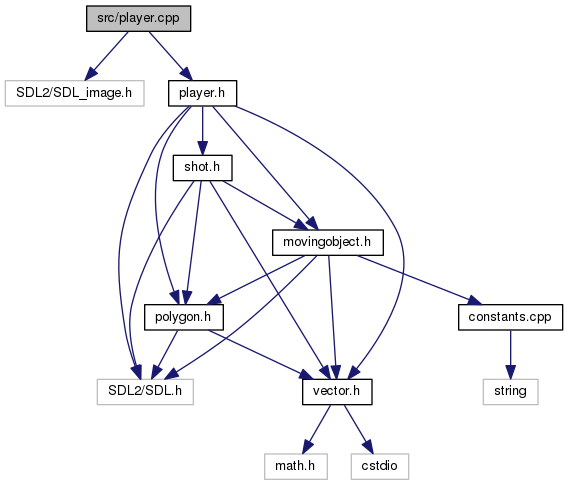 src/player.cpp
SDL2/SDL_image.h
player.h
shot.h
movingobject.h
polygon.h
constants.cpp
SDL2/SDL.h
vector.h
string
math.h
cstdio